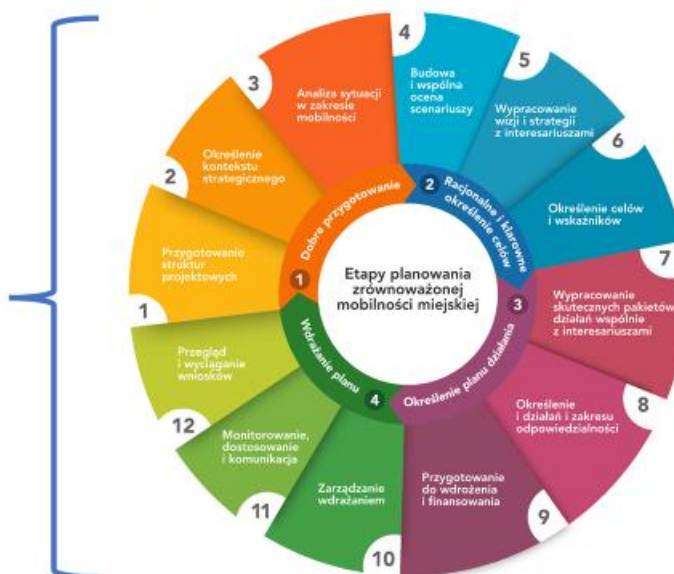 Etapy planowania
zrównoważonej
mobilności miejskiej
1
Dobre przygotowanie
1
Przygotowanie
struktur
projektowych
2
Określenie
kontekstu
strategicznego
3
Analiza sytuacji
w zakresie
mobilności
2
Racjonalne i klarowne
określenie celów
4
Budowa
i wspólna
ocena
scenariuszy
5
Wypracowanie
wizji i strategii
z interesariuszami
6
Określenie celów
i wskaźników
3
Określenie planu działania
7
Wypracowanie
skutecznych pakietów
działań wspólnie
z interesariuszami
8
Określenie
i działań i zakresu
odpowiedzialności
9
Przygotowanie
do wdrożenia
i finansowania
4
Wdrażanie planu
10
Zarządzanie
wdrażaniem
11
Monitorowanie,
dostosowanie
i komunikacja
12
Przegląd
i wyciąganie
wniosków